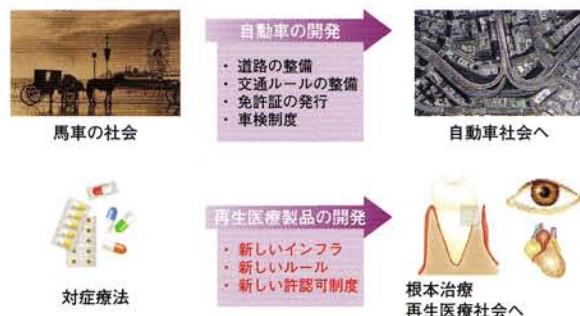 自動車の開発
・ 道路の整備
・ 交通ルールの整備
・ 免許証の発行
・ 車検制度
馬車の社会
自動車社会へ
再生医療製品の開発
・ 新しいインフラ
・ 新しいルール
・ 新しい許認可制度
対症療法
根本治療
再生医療社会へ